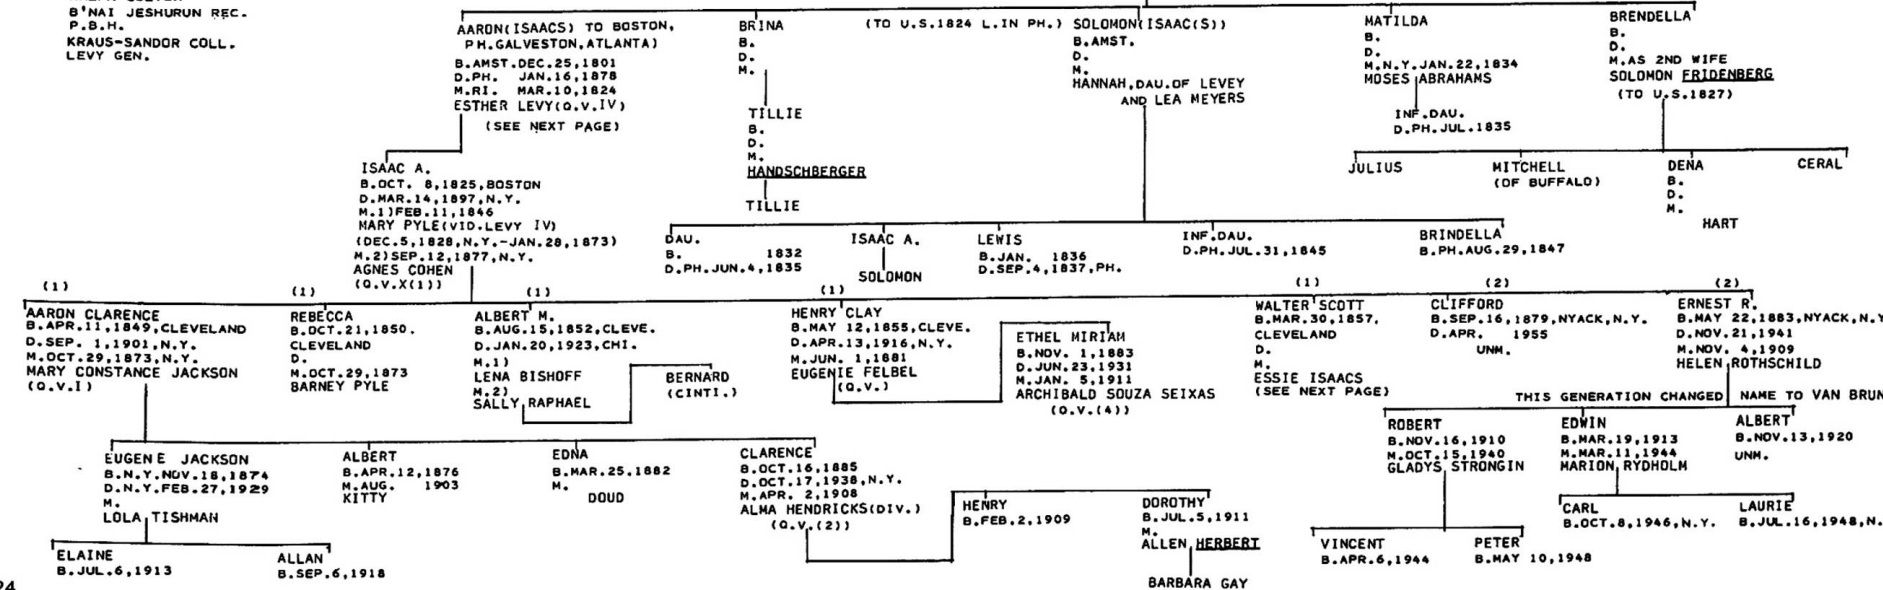 B'NAI JESHURUN REC.
P.B.H.
KRAUS-SANDOR COLL.
LEVY GEN.
AARON(ISAACS) TO BOSTON,
PH.GALVESTON,ATLANTA)
B.AMST.DEC.25,1801
D.PH. JAN.16,1878
M.RI. MAR.10,1824
ESTHER LEVY(Q.V.IV)
(SEE NEXT PAGE)
BRINA
B.
D.
M.
TILLIE
B.
D.
M.
HANDSCHBERGER
TILLIE
(TO U.S.1824 L.IN PH.) SOLOMON(ISAAC(S))
B.AMST.
D.
M.
HANNAH,DAU.OF LEVEY
AND LEA MEYERS
MATILDA
B.
D.
M.N.Y.JAN.22,1834
MOSES ABRAHAMS
INF.DAU.
D.PH.JUL.1835
BRENDELLA
B.
D.
M.AS 2ND WIFE
SOLOMON FRIDENBERG
(TO U.S.1827)
JULIUS
MITCHELL
(OF BUFFALO)
DENA
B.
D.
M.
HART
CERAL
ISAAC A.
B.OCT. 8,1825,BOSTON
D.MAR.14,1897,N.Y.
M.1)FEB.11,1846
MARY PYLE(VID.LEVY IV)
(DEC.5,1828,N.Y.-JAN.28,1873)
M.2)SEP.12,1877,N.Y.
AGNES COHEN
(Q.V.X(1))
DAU.
B. 1832
D.PH.JUN.4,1835
ISAAC A.
SOLOMON
LEWIS
B.JAN. 1836
D.SEP.4,1837,PH.
INF.DAU.
D.PH.JUL.31,1845
BRINDELLA
B.PH.AUG.29,1847
(1)
AARON CLARENCE
B.APR.11,1849,CLEVELAND
D.SEP. 1,1901,N.Y.
M.OCT.29,1873,N.Y.
MARY CONSTANCE JACKSON
(Q.V.I)
(1)
REBECCA
B.OCT.21,1850.
CLEVELAND
D.
M.OCT.29,1873
BARNEY PYLE
(1)
ALBERT M.
B.AUG.15,1852,CLEVE.
D.JAN.20,1923,CHI.
M.1)
LENA BISHOFF
M.2)
SALLY RAPHAEL
BERNARD
(CINTI.)
(1)
HENRY CLAY
B.MAY 12,1855,CLEVE.
D.APR.13,1916,N.Y.
M.JUN. 1,1881
EUGENIE FELBEL
(Q.V.)
ETHEL MIRIAM
B.NOV. 1,1883
D.JUN.23,1931
M.JAN. 5,1911
ARCHIBALD SOUZA SEIXAS
(Q.V.(4))
(1)
WALTER SCOTT
B.MAR.30,1857,
CLEVELAND
D.
M.
ESSIE ISAACS
(SEE NEXT PAGE)
(2)
CLIFFORD
B.SEP.16,1879,NYACK,N.Y.
D.APR. 1955
UNM.
(2)
ERNEST R.
B.MAY 22,1883,NYACK,N.Y
D.NOV.21,1941
M.NOV. 4,1909
HELEN ROTHSCHILD
THIS GENERATION CHANGED NAME TO VAN BRUN
ROBERT
B.NOV.16,1910
M.OCT.15,1940
GLADYS STRONGIN
EDWIN
B.MAR.19,1913
M.MAR.11,1944
MARION RYDHOLM
ALBERT
B.NOV.13,1920
UNM.
EUGENE JACKSON
B.N.Y.NOV.18,1874
D.N.Y.FEB.27,1929
M.
LOLA TISHMAN
ALBERT
B.APR.12,1876
M.AUG. 1903
KITTY
EDNA
B.MAR.25.1882
M.
DOUD
CLARENCE
B.OCT.16,1885
D.OCT.17,1938,N.Y.
M.APR. 2,1908
ALMA HENDRICKS(DIV.)
(Q.V.(2))
HENRY
B.FEB.2,1909
DOROTHY
B.JUL.5,1911
M.
ALLEN HERBERT
BARBARA GAY
CARL
B.OCT.8,1946,N.Y.
LAURIE
B.JUL.16,1948,N.
VINCENT
B.APR.6,1944
PETER
B.MAY 10,1948
ELAINE
B.JUL.6,1913
ALLAN
B.SEP.6,1918